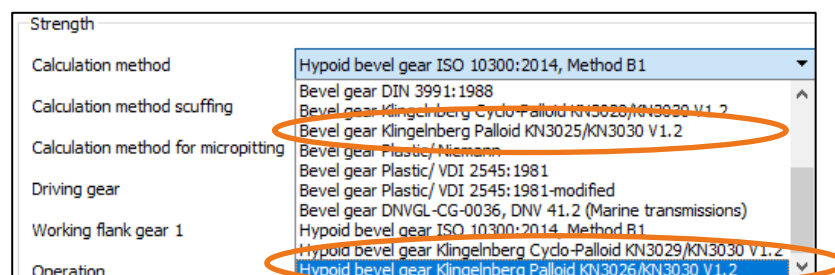 Strength
Calculation method
Hypoid bevel gear ISO 10300:2014, Method B1
Bevel gear DIN 3991:1988
Calculation method scuffing
Bevel gear Klingelnberg Cyclo-Palloid KN3028/KN3030 V1.2
Bevel gear Klingelnberg Palloid KN3025/KN3030 V1.2
Calculation method for micropitting
Bevel gear Plastic/ Niemann
Bevel gear Plastic/ VDI 2545:1981
Driving gear
Bevel gear Plastic/ VDI 2545:1981-modified
Bevel gear DNVGL-CG-0036, DNV 41.2 (Marine transmissions)
Working flank gear 1
Hypoid bevel gear ISO 10300:2014, Method B1
Hypoid bevel gear Klingelnberg Cyclo-Palloid KN3029/KN3030 V1.2
Operation
Hypoid bevel gear Klingelnberg Palloid KN3026/KN3030 V1.2